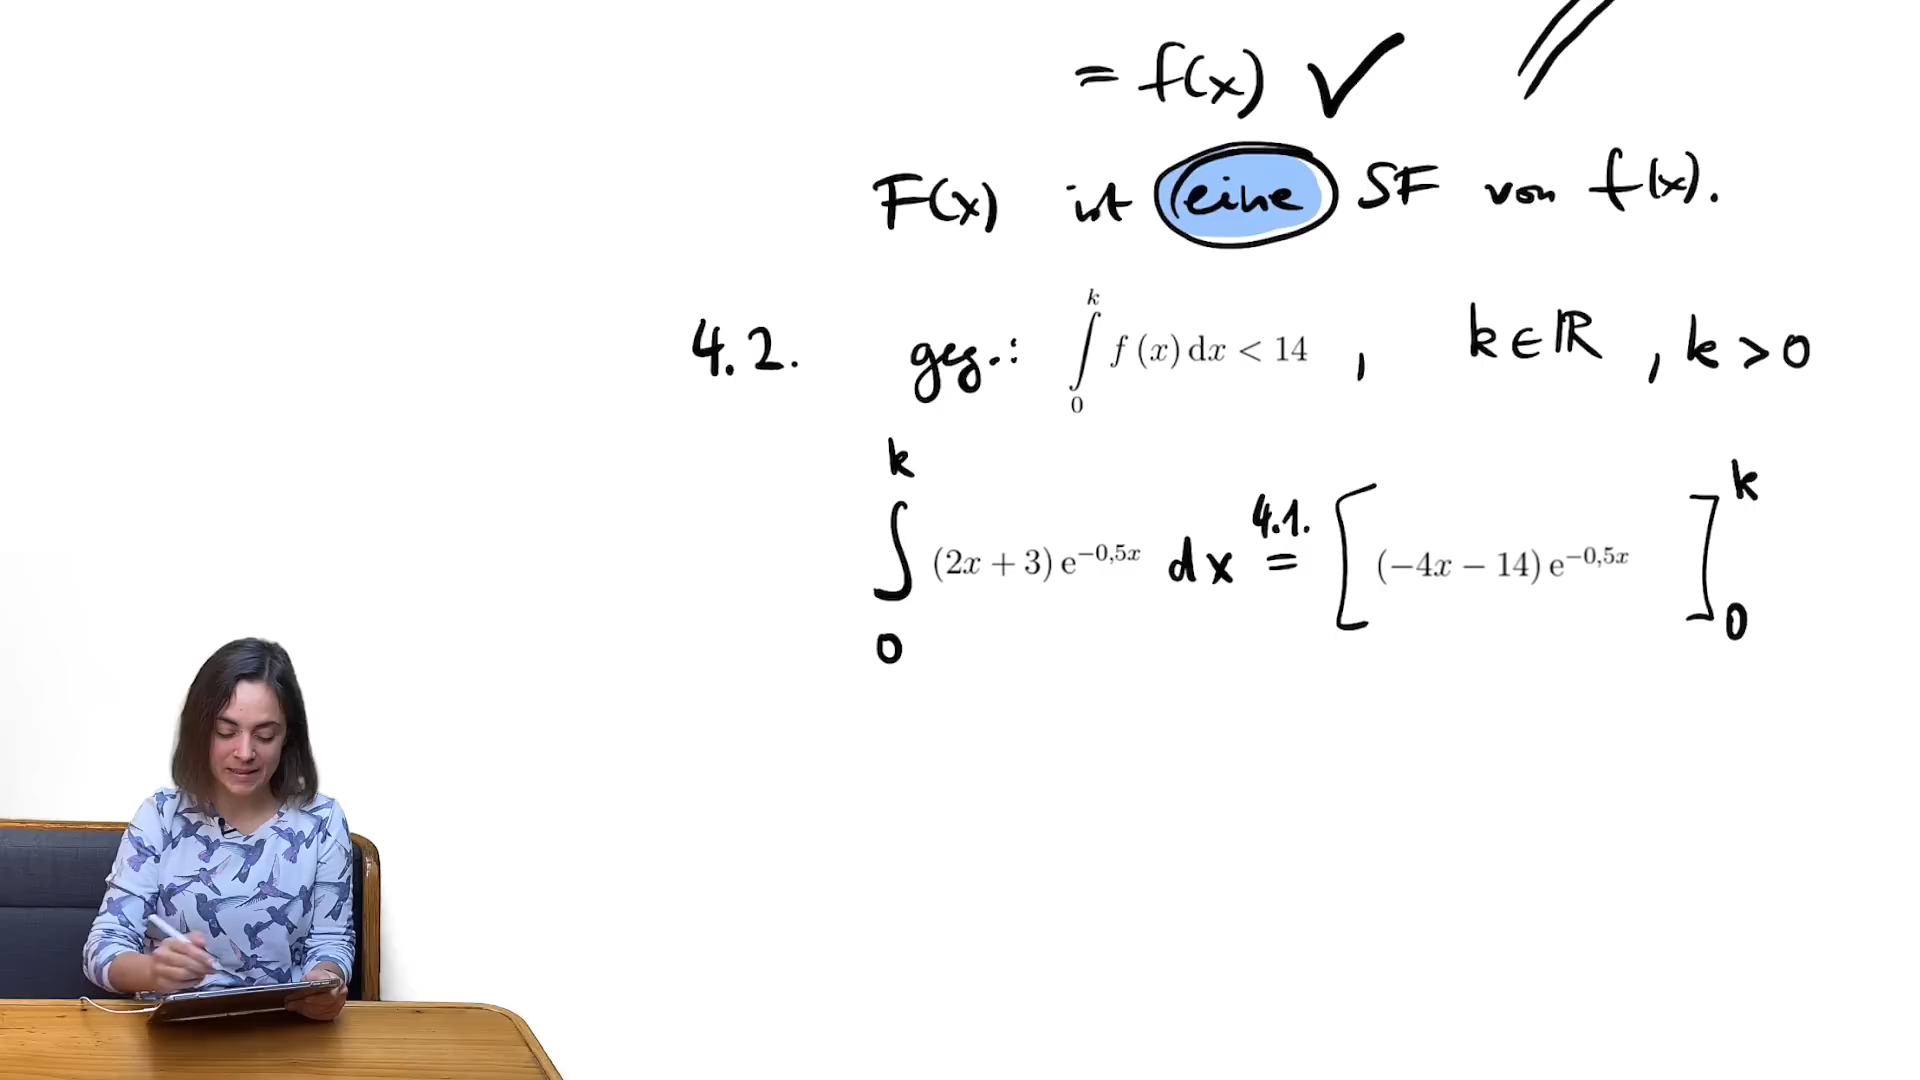 = f(x) ✓
F(x) ist eine SF von f(x).
4.2. geg.: ∫₀ᵏ f (x) dx < 14 , k ∈ ℝ , k > 0
∫₀ᵏ (2x + 3) e^{−0,5x} dx =^{4.1.} [(−4x − 14) e^{−0,5x}]₀ᵏ